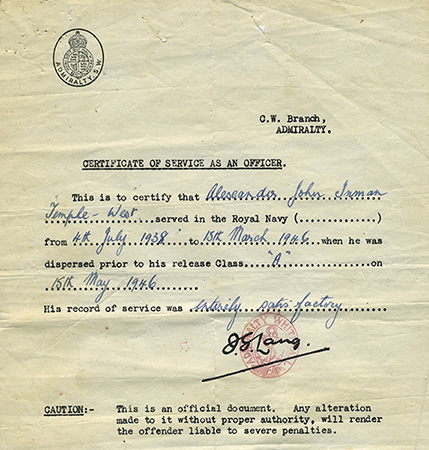 ADMIRALTY. S.W.
C.W. Branch,
ADMIRALTY.
CERTIFICATE OF SERVICE AS AN OFFICER.
This is to certify that Alexander John Inman
Temple-West served in the Royal Navy (...............)
from 4th July 1938 to 15th March 1946 when he was
dispersed prior to his release Class "A" on
15th May 1946
His record of service was entirely satisfactory
ADMIRALTY WHITEHALL
J.G. Lang.
CAUTION:- This is an official document. Any alteration
made to it without proper authority, will render
the offender liable to severe penalties.